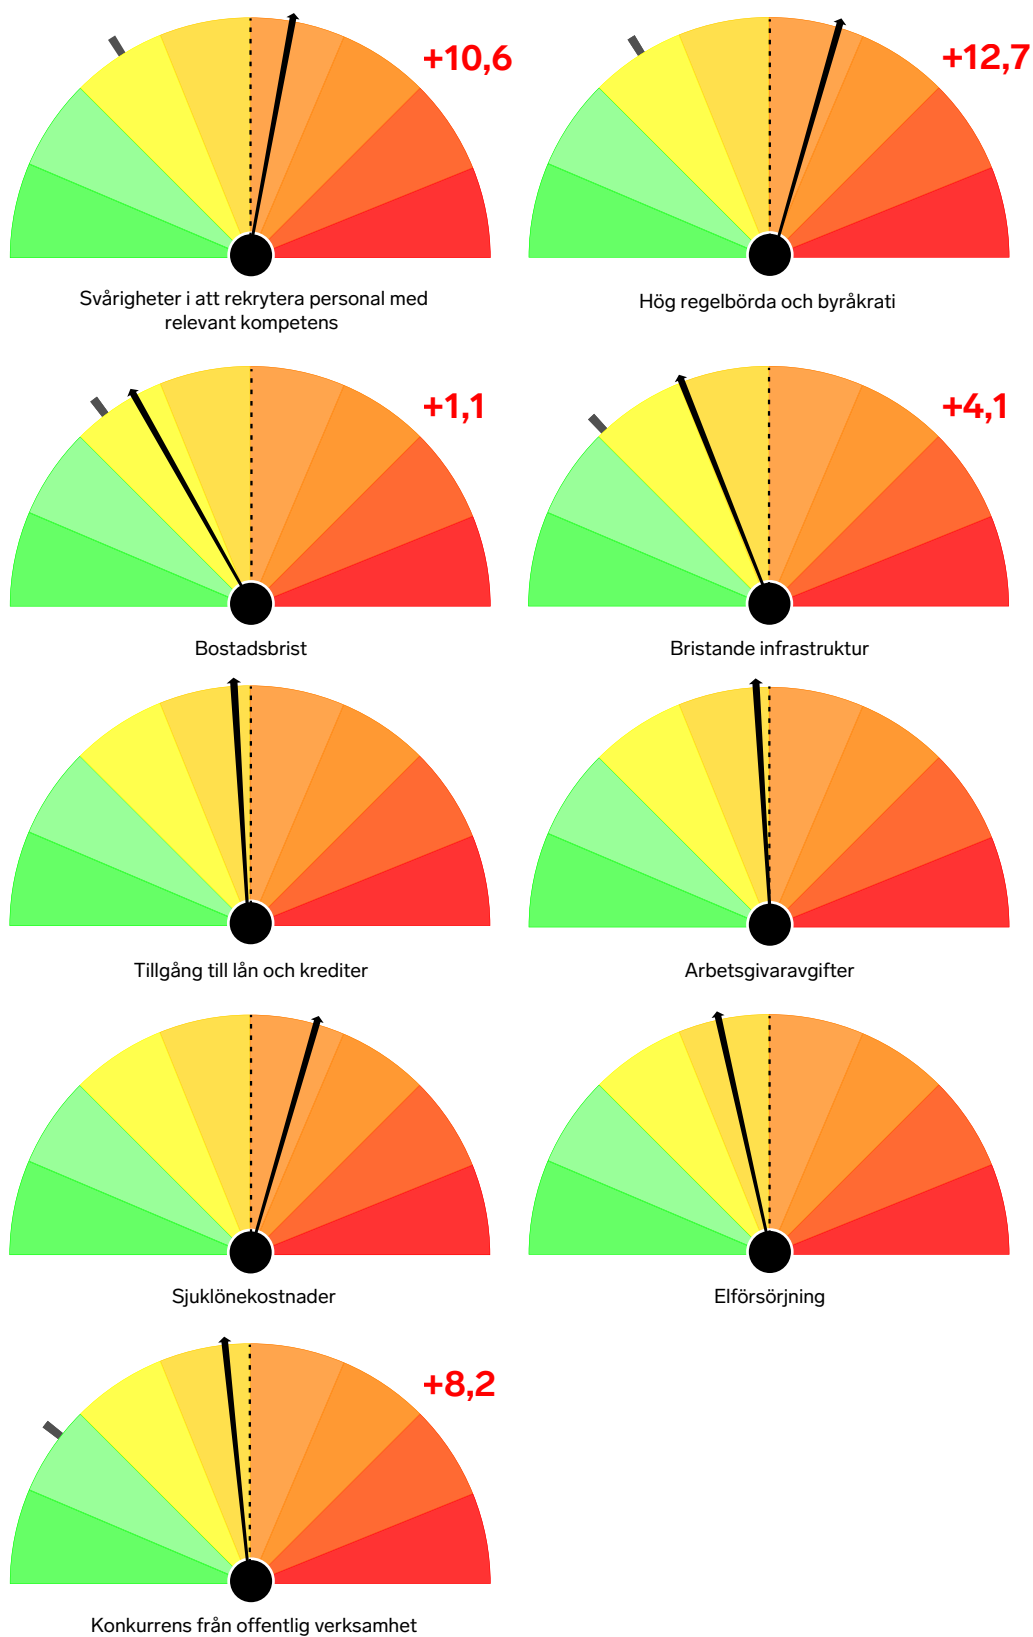 +10,6
Svårigheter i att rekrytera personal med
relevant kompetens
+12,7
Hög regelbörda och byråkrati
+1,1
Bostadsbrist
+4,1
Bristande infrastruktur
Tillgång till lån och krediter
Arbetsgivaravgifter
Sjuklönekostnader
Elförsörjning
+8,2
Konkurrens från offentlig verksamhet